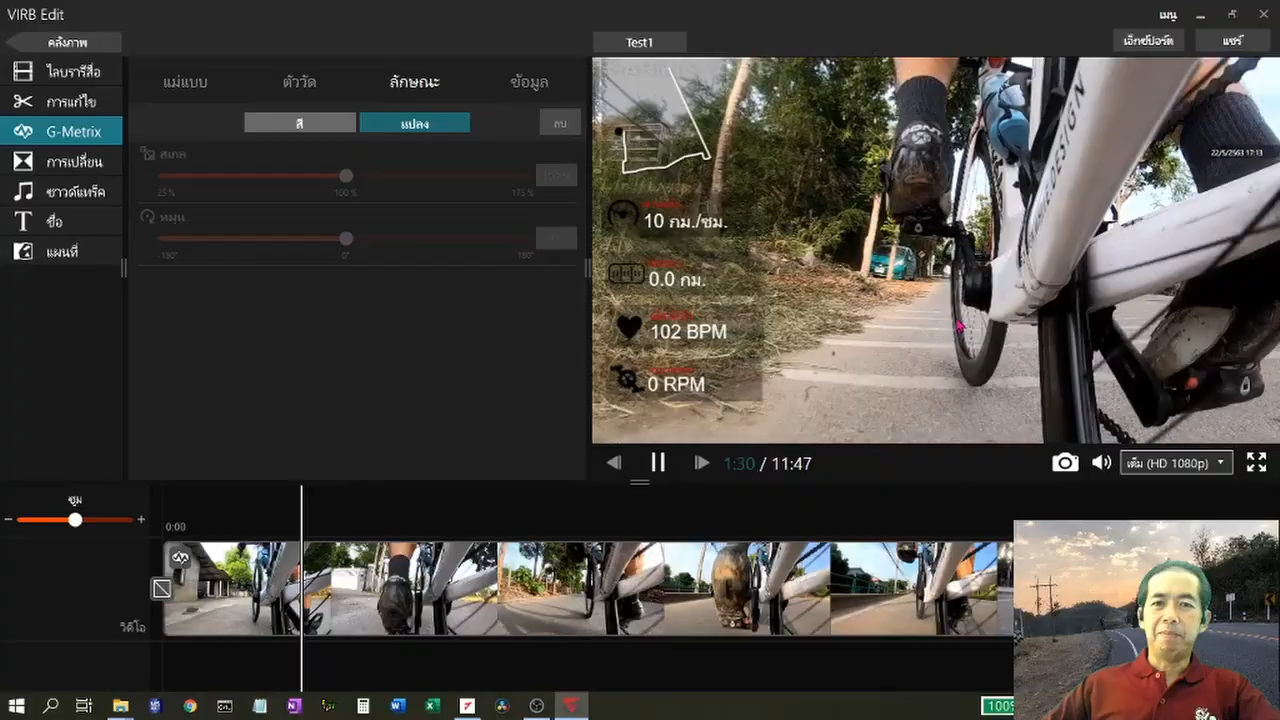 VIRB Edit
เมนู
คลังภาพ
Test1
เอ็กซ์ปอร์ต
แชร์
ไลบรารีสื่อ
การแก้ไข
G-Metrix
การเปลี่ยน
ซาวด์แทร็ค
ชื่อ
แผนที่
แม่แบบ
ตัววัด
ลักษณะ
ข้อมูล
สี
แปลง
ลบ
สเกล
25 %
100 %
175 %
หมุน
-180°
0°
180°
22/5/2563 17:13
10 กม./ชม.
0.0 กม.
102 BPM
0 RPM
1:30 / 11:47
เต็ม (HD 1080p)
ซูม
0:00
วิดีโอ
100%